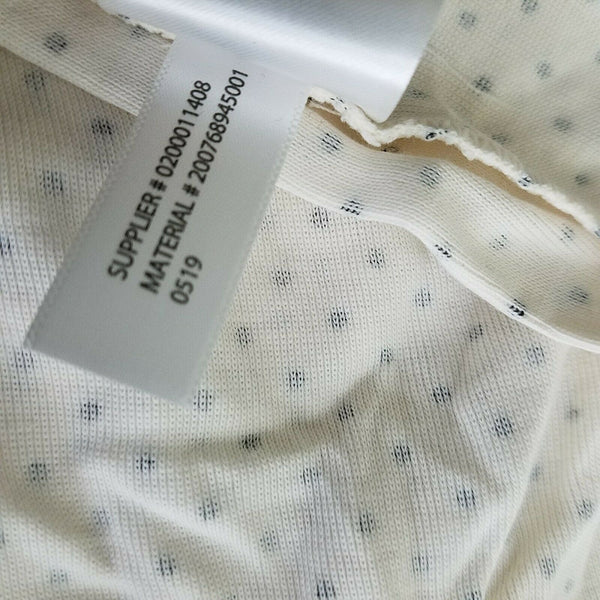 SUPPLIER # 0200011408
MATERIAL # 200768945001
0519